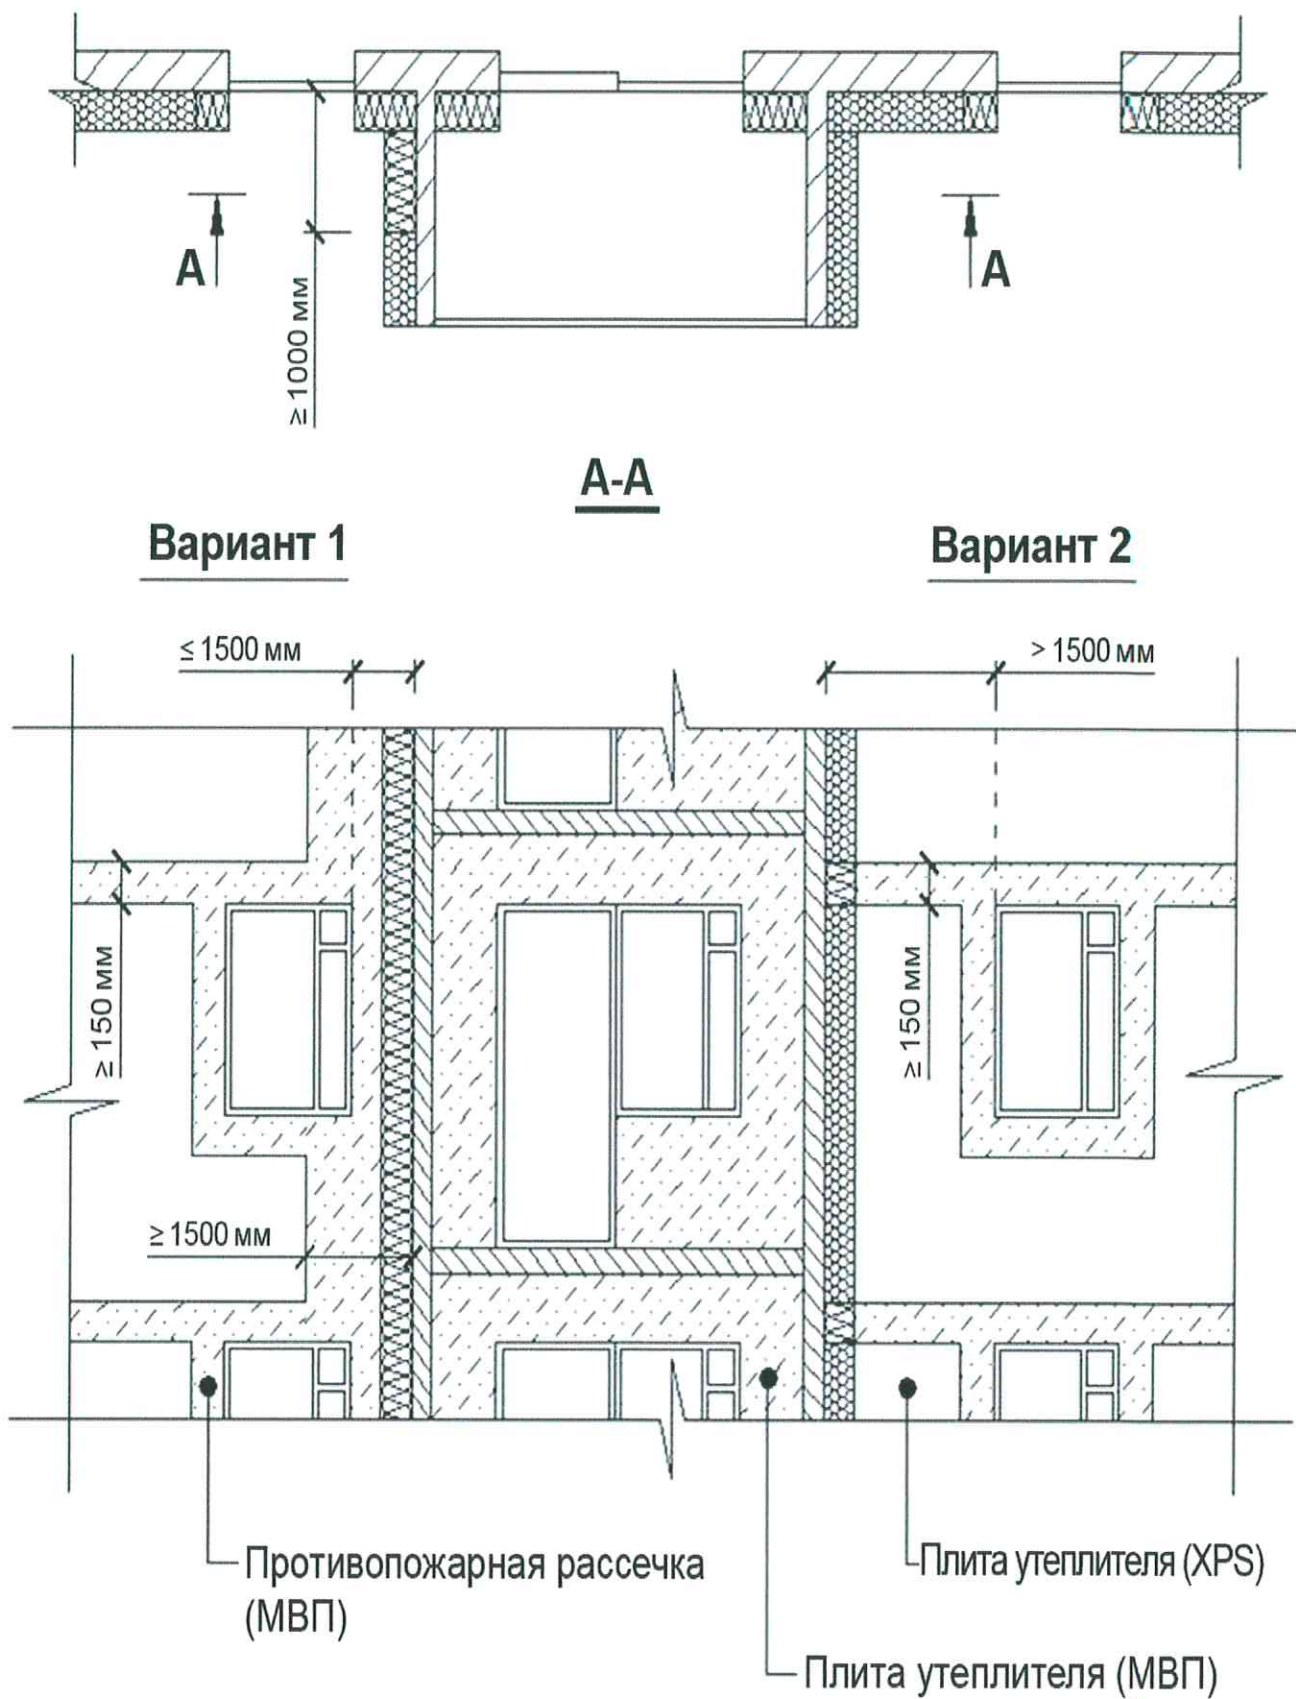 А
А
≥ 1000 мм
А-А
Вариант 1
Вариант 2
≤ 1500 мм
> 1500 мм
≥ 150 мм
≥ 150 мм
≥ 1500 мм
Противопожарная рассечка
(МВП)
Плита утеплителя (XPS)
Плита утеплителя (МВП)